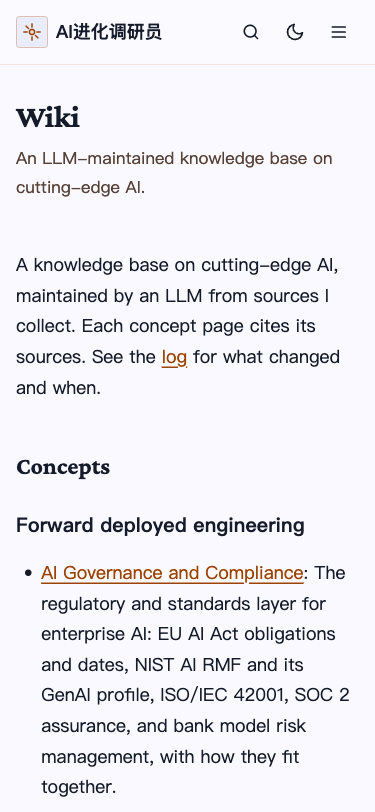 AI进化调研员
Wiki
An LLM-maintained knowledge base on
cutting-edge AI.
A knowledge base on cutting-edge AI,
maintained by an LLM from sources I
collect. Each concept page cites its
sources. See the log for what changed
and when.
Concepts
Forward deployed engineering
• AI Governance and Compliance: The
regulatory and standards layer for
enterprise AI: EU AI Act obligations
and dates, NIST AI RMF and its
GenAI profile, ISO/IEC 42001, SOC 2
assurance, and bank model risk
management, with how they fit
together.